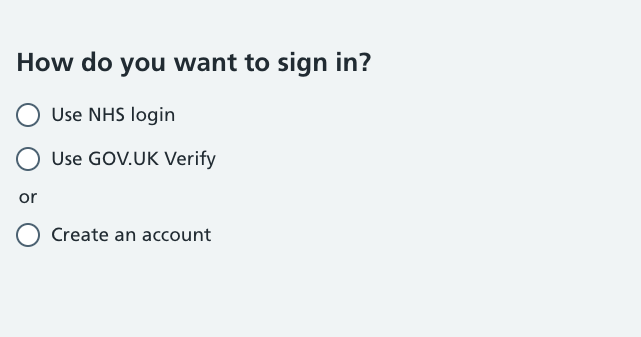 How do you want to sign in?
Use NHS login
Use GOV.UK Verify
or
Create an account